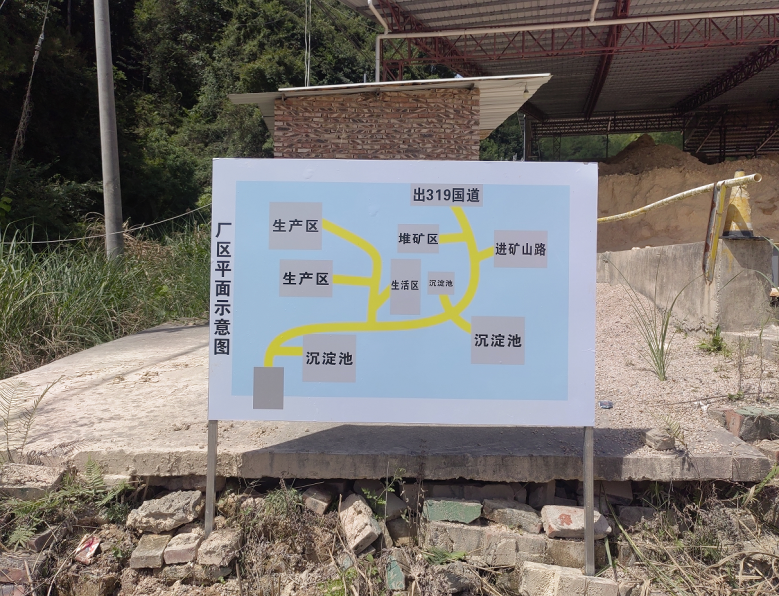 厂区平面示意图
出319国道
生产区
堆矿区
进矿山路
生产区
生活区
沉淀池
沉淀池
沉淀池